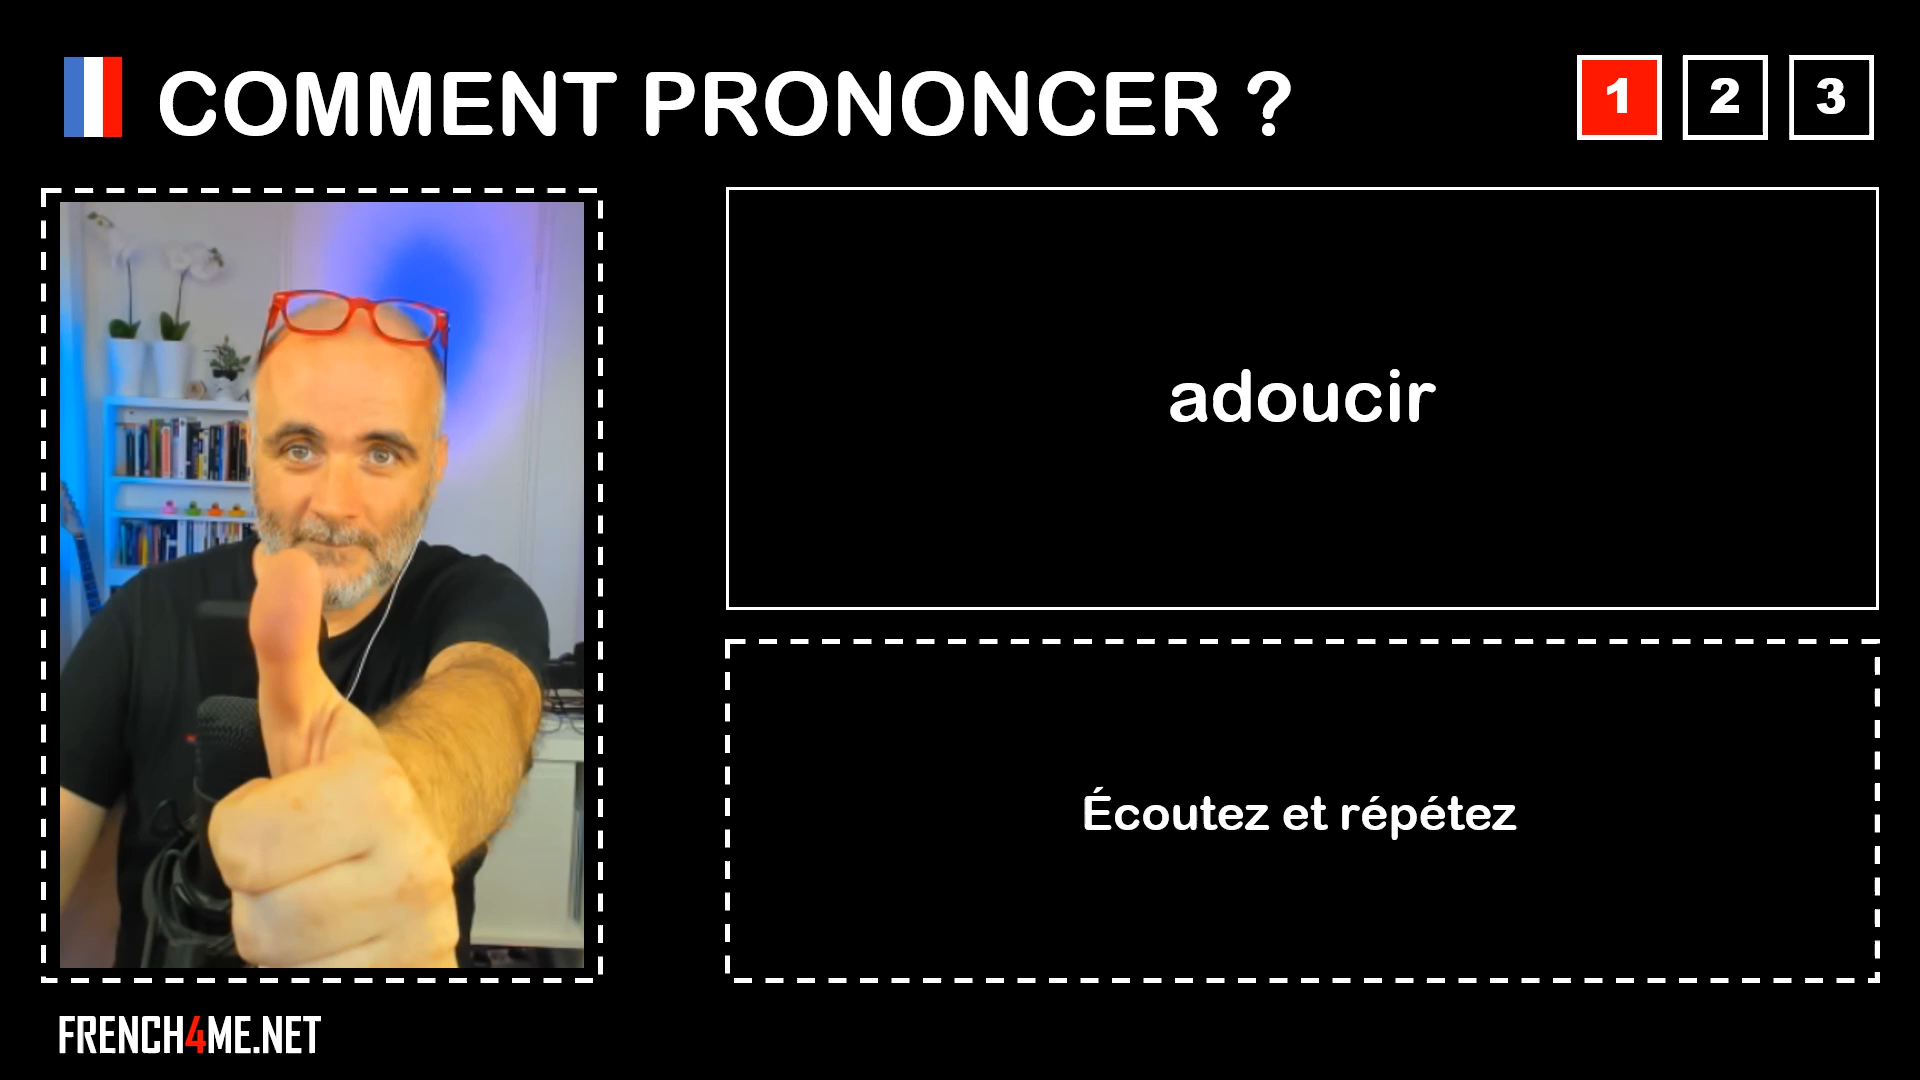 COMMENT PRONONCER ?
1 2 3
adoucir
Écoutez et répétez
FRENCH4ME.NET